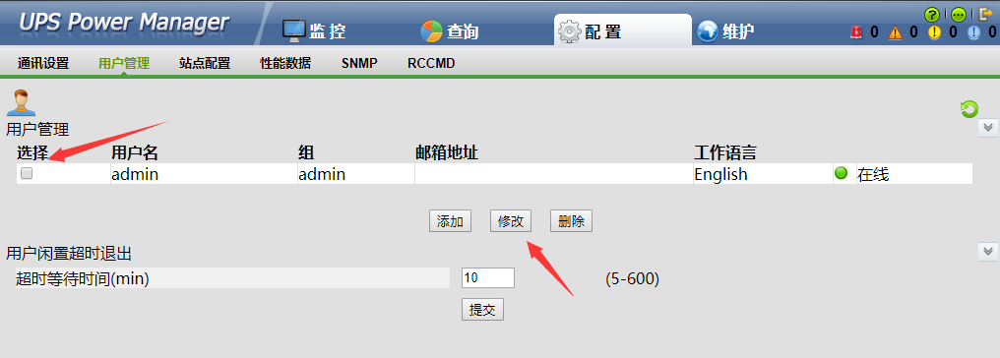 UPS Power Manager
监控 查询 配置 维护
0 0 0 0
通讯设置 用户管理 站点配置 性能数据 SNMP RCCMD
用户管理
选择 用户名 组 邮箱地址 工作语言
admin admin English 在线
添加 修改 删除
用户闲置超时退出
超时等待时间(min) 10 (5-600)
提交